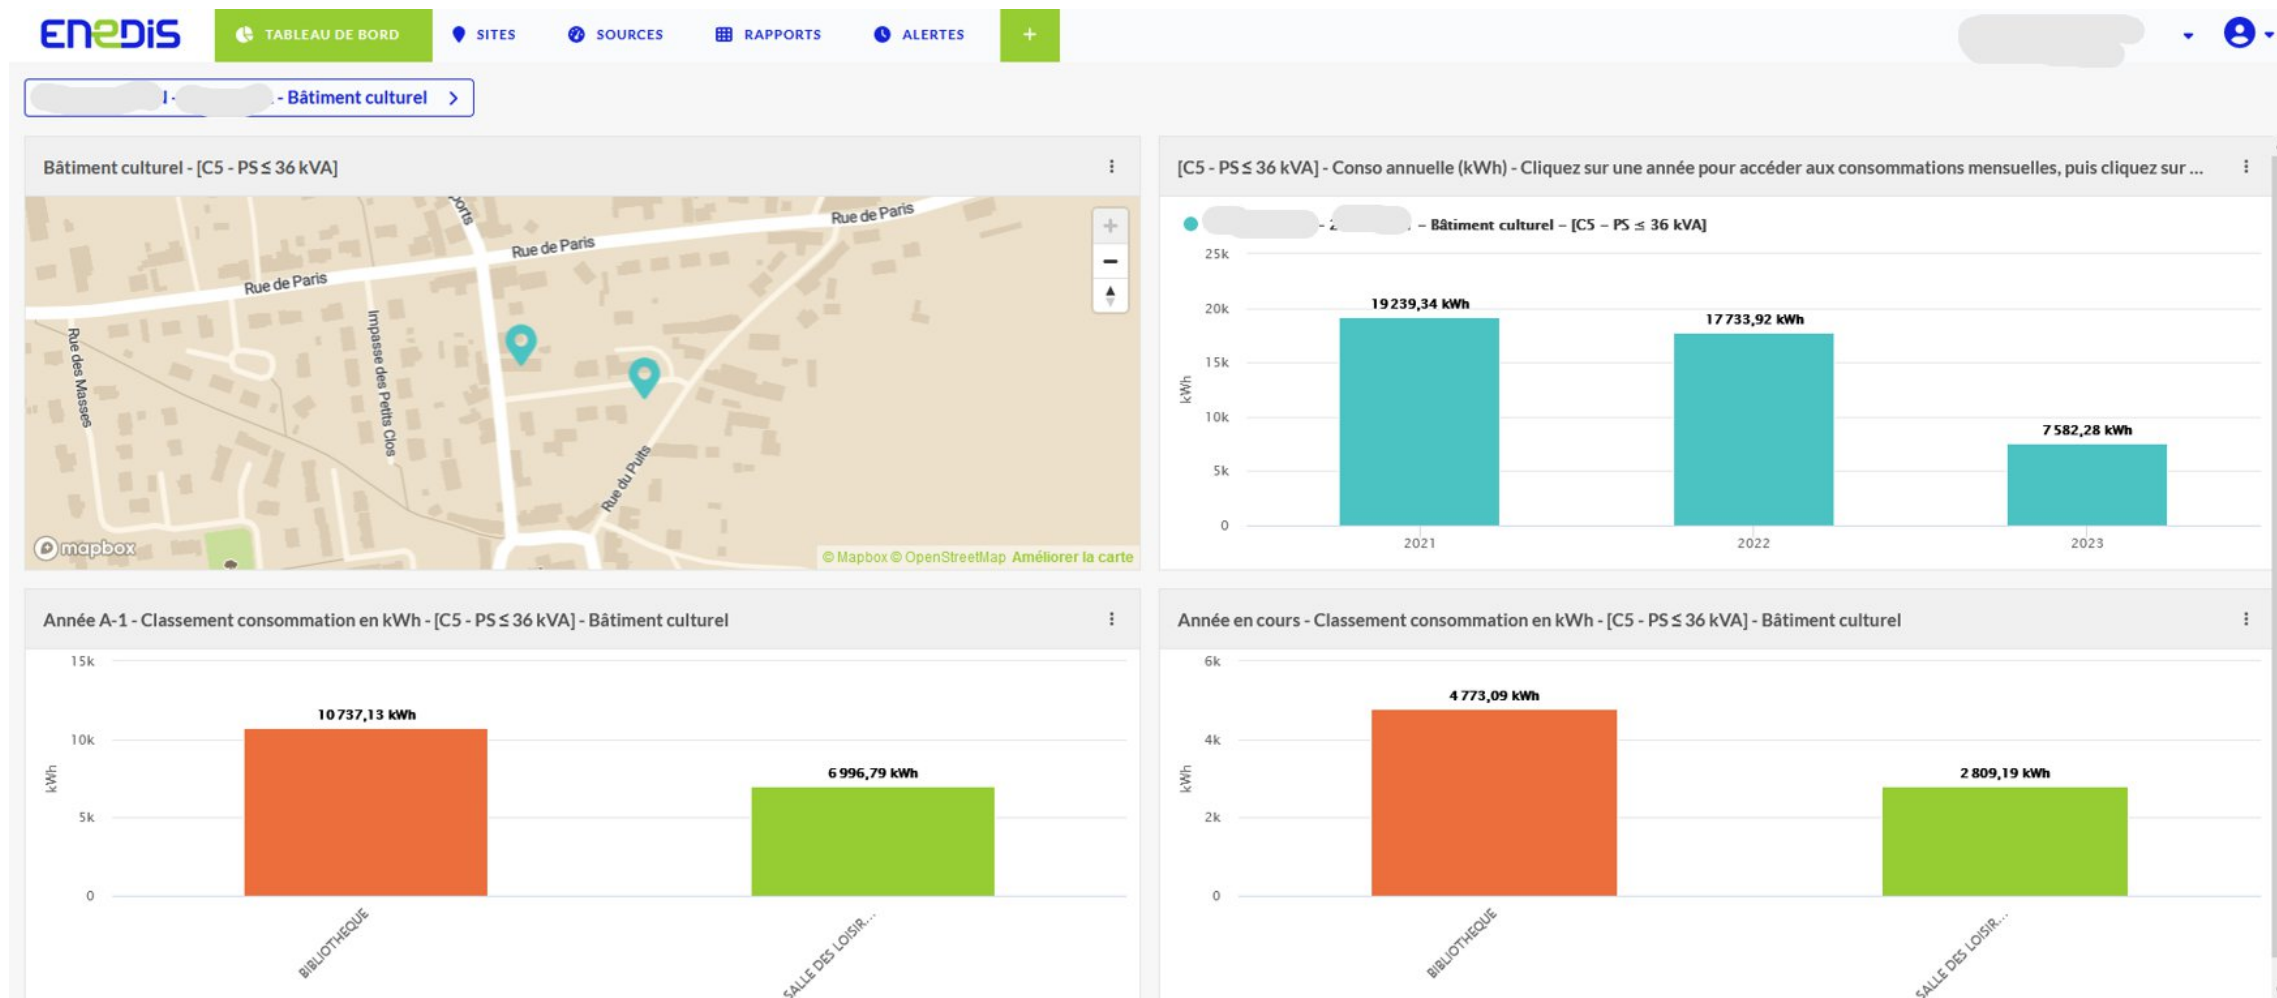 ENEDIS
TABLEAU DE BORD
SITES
SOURCES
RAPPORTS
ALERTES
+
- Bâtiment culturel >
Bâtiment culturel - [C5 - PS ≤ 36 kVA]
Rue de Paris
Rue de Paris
Rue de Paris
Rue des Masses
Impasse des Petits Clos
Rue du Puits
mapbox
© Mapbox © OpenStreetMap Améliorer la carte
[C5 - PS ≤ 36 kVA] - Conso annuelle (kWh) - Cliquez sur une année pour accéder aux consommations mensuelles, puis cliquez sur ...
– Bâtiment culturel – [C5 – PS ≤ 36 kVA]
25k
20k
15k
10k
5k
0
kWh
19 239,34 kWh
17 733,92 kWh
7 582,28 kWh
2021
2022
2023
Année A-1 - Classement consommation en kWh - [C5 - PS ≤ 36 kVA] - Bâtiment culturel
15k
10k
5k
0
kWh
10 737,13 kWh
6 996,79 kWh
BIBLIOTHEQUE
SALLE DES LOISIR...
Année en cours - Classement consommation en kWh - [C5 - PS ≤ 36 kVA] - Bâtiment culturel
6k
4k
2k
0
kWh
4 773,09 kWh
2 809,19 kWh
BIBLIOTHEQUE
SALLE DES LOISIR...